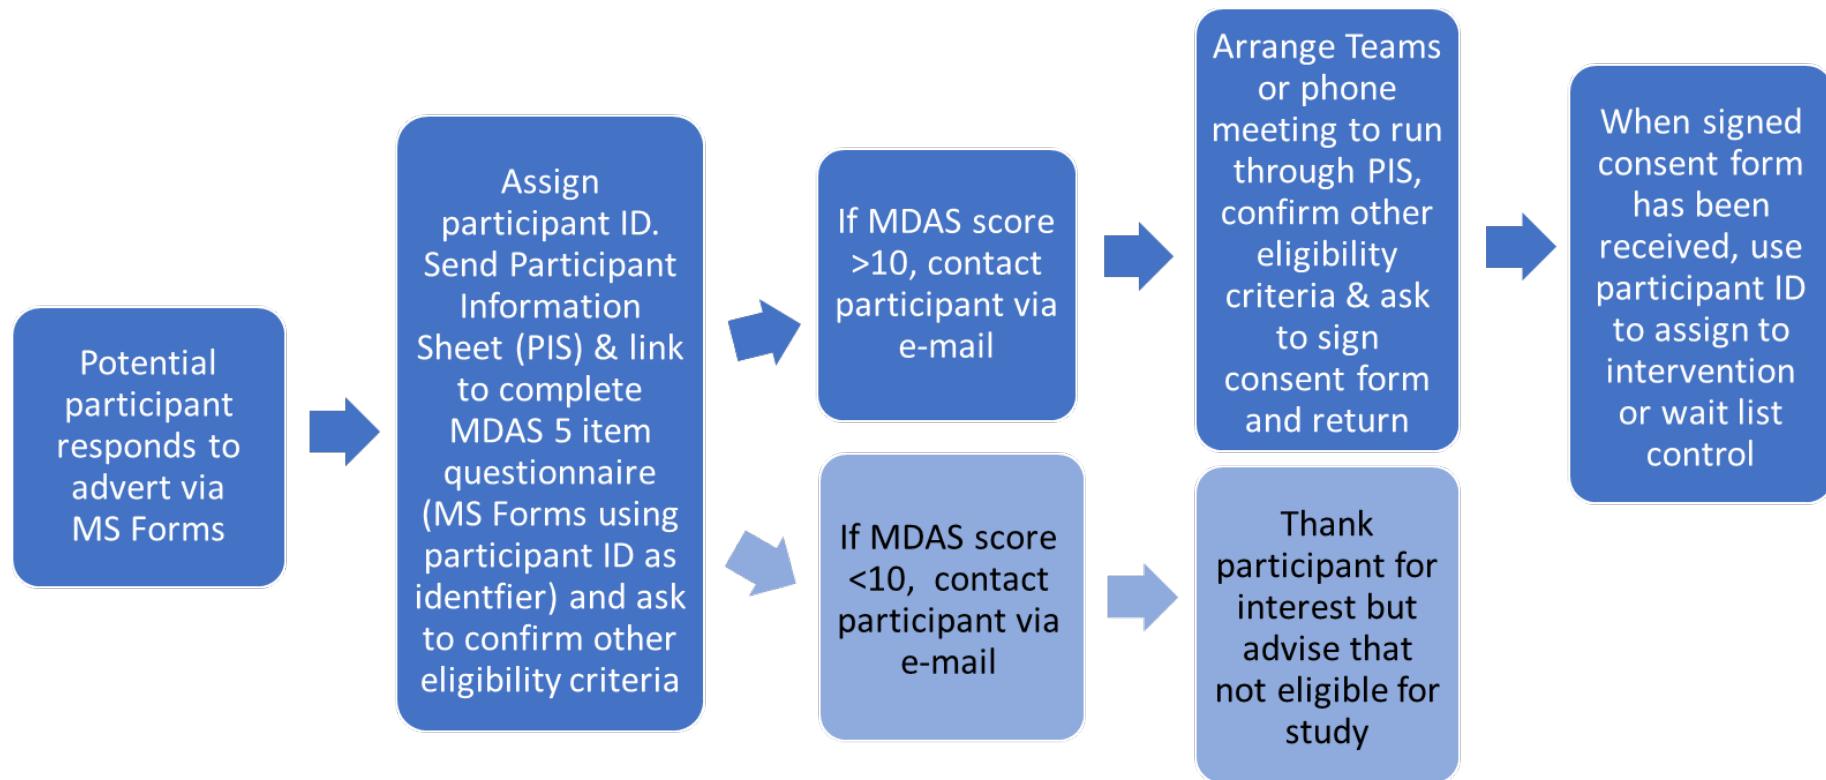 Potential
participant
responds to
advert via
MS Forms
Assign
participant ID.
Send Participant
Information
Sheet (PIS) & link
to complete
MDAS 5 item
questionnaire
(MS Forms using
participant ID as
identfier) and ask
to confirm other
eligibility criteria
If MDAS score
>10, contact
participant via
e-mail
Arrange Teams
or phone
meeting to run
through PIS,
confirm other
eligibility
criteria & ask
to sign
consent form
and return
When signed
consent form
has been
received, use
participant ID
to assign to
intervention
or wait list
control
If MDAS score
<10,  contact
participant via
e-mail
Thank
participant for
interest but
advise that
not eligible for
study